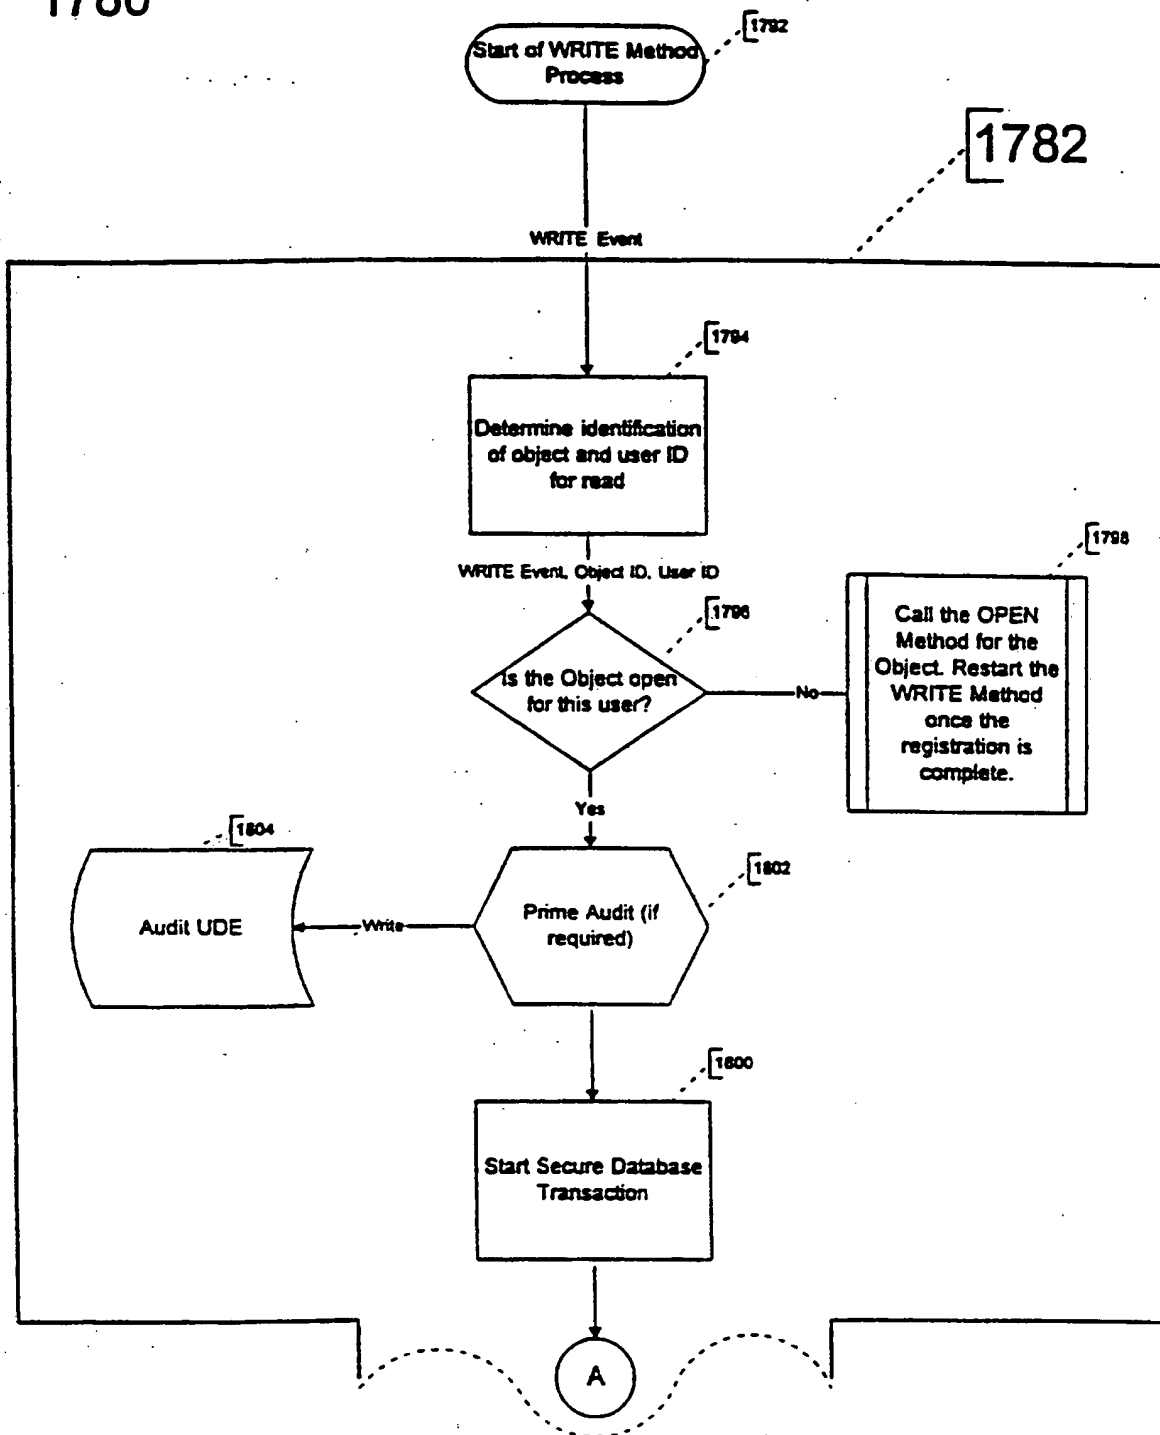 1780
1792
Start of WRITE Method
Process
1782
WRITE Event
1794
Determine identification
of object and user ID
for read
WRITE Event, Object ID, User ID
1796
1798
Is the Object open
for this user?
No
Call the OPEN
Method for the
Object. Restart the
WRITE Method
once the
registration is
complete.
Yes
1804
1802
Audit UDE
Write
Prime Audit (if
required)
1800
Start Secure Database
Transaction
A